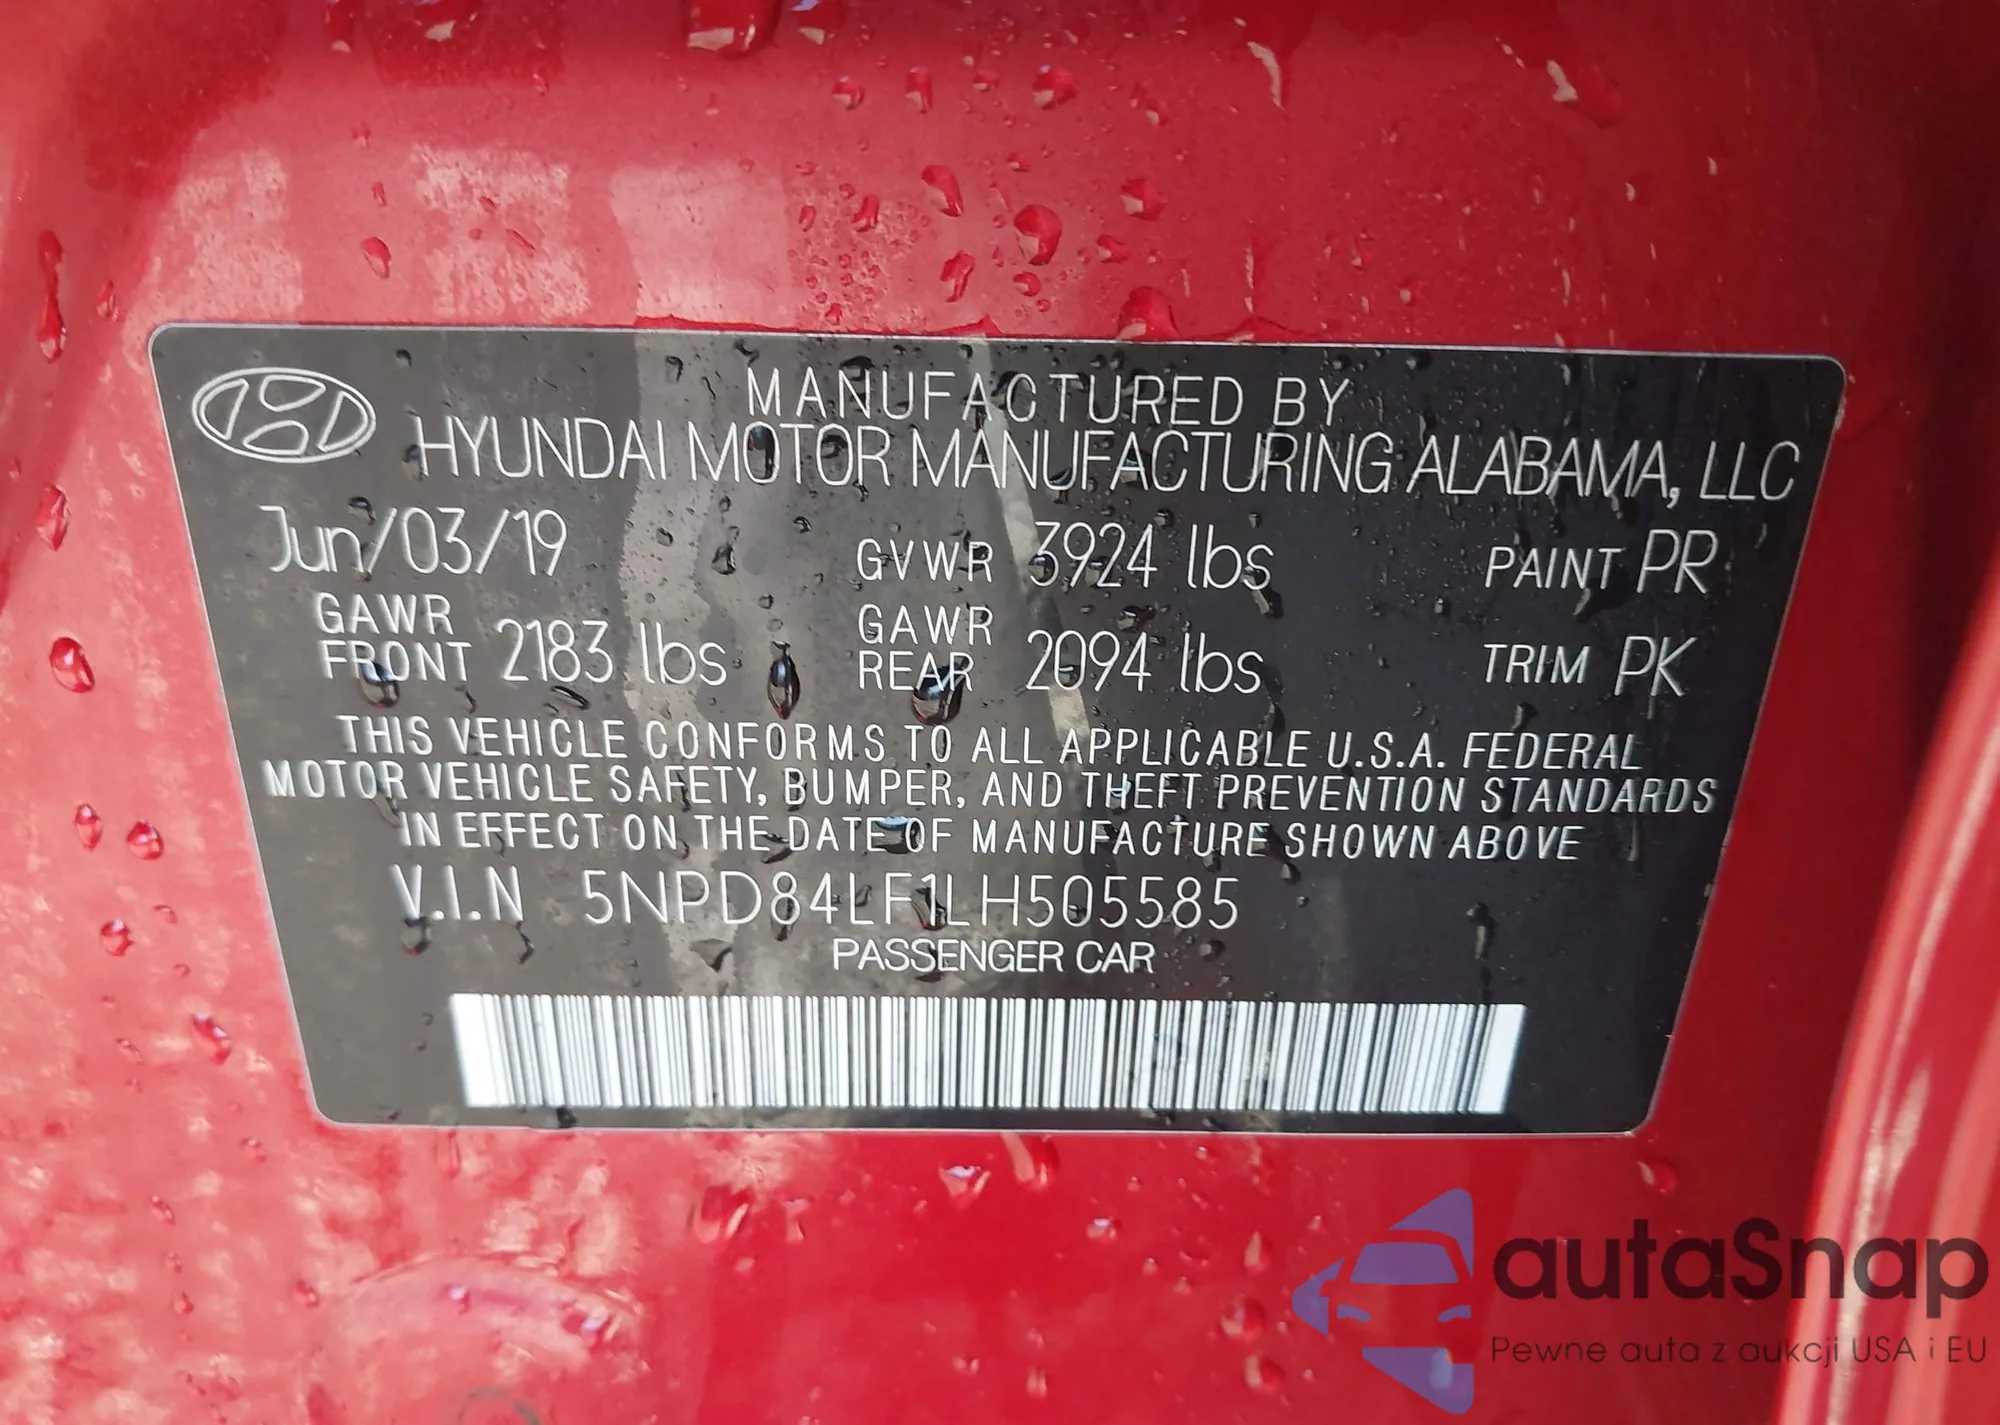 MANUFACTURED BY
HYUNDAI MOTOR MANUFACTURING ALABAMA, LLC
Jun/03/19 GVWR 3924 lbs PAINT PR
GAWR FRONT 2183 lbs GAWR REAR 2094 lbs TRIM PK
THIS VEHICLE CONFORMS TO ALL APPLICABLE U.S.A. FEDERAL
MOTOR VEHICLE SAFETY, BUMPER, AND THEFT PREVENTION STANDARDS
IN EFFECT ON THE DATE OF MANUFACTURE SHOWN ABOVE
V.I.N 5NPD84LF1LH505585
PASSENGER CAR
autaSnap
Pewne auta z aukcji USA i EU